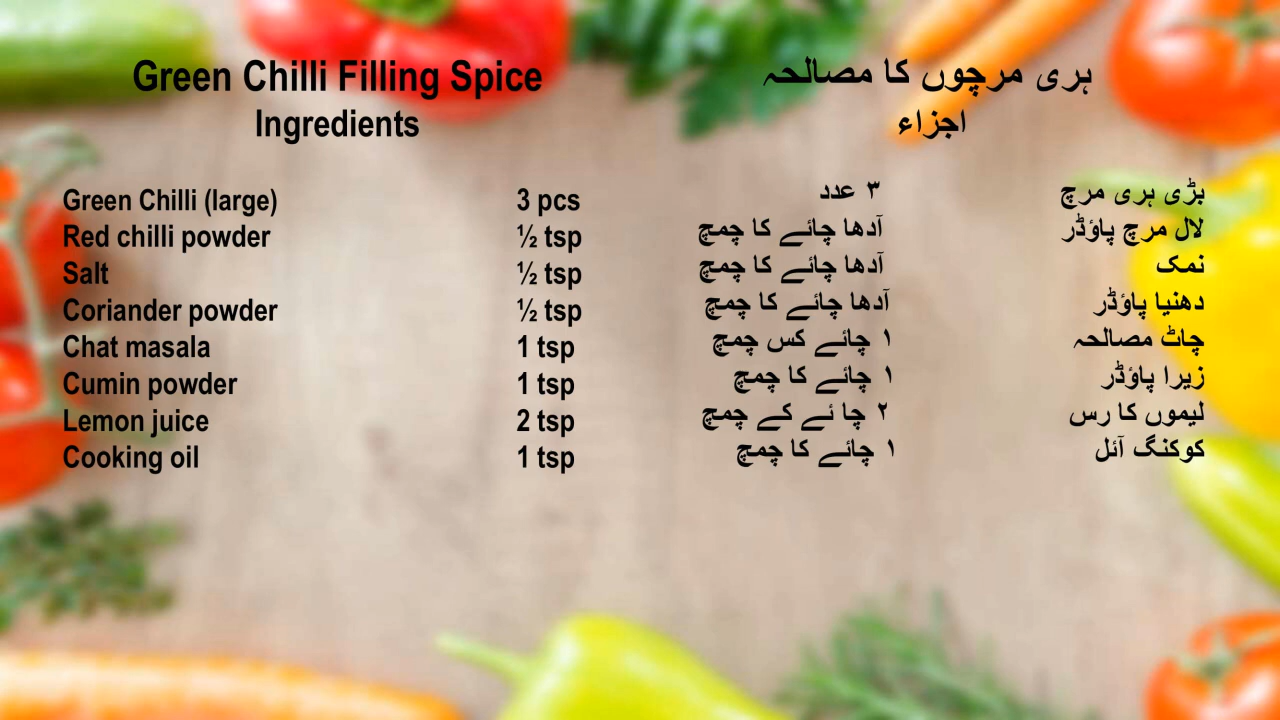 Green Chilli Filling Spice
Ingredients
Green Chilli (large) 3 pcs
Red chilli powder ½ tsp
Salt ½ tsp
Coriander powder ½ tsp
Chat masala 1 tsp
Cumin powder 1 tsp
Lemon juice 2 tsp
Cooking oil 1 tsp
ہری مرچوں کا مصالحہ
اجزاء
بڑی ہری مرچ ۳ عدد
لال مرچ پاؤڈر آدھا چائے کا چمچ
نمک آدھا چائے کا چمچ
دھنیا پاؤڈر آدھا چائے کا چمچ
چاٹ مصالحہ ۱ چائے کس چمچ
زیرا پاؤڈر ۱ چائے کا چمچ
لیموں کا رس ۲ چا ئے کے چمچ
کوکنگ آئل ۱ چائے کا چمچ